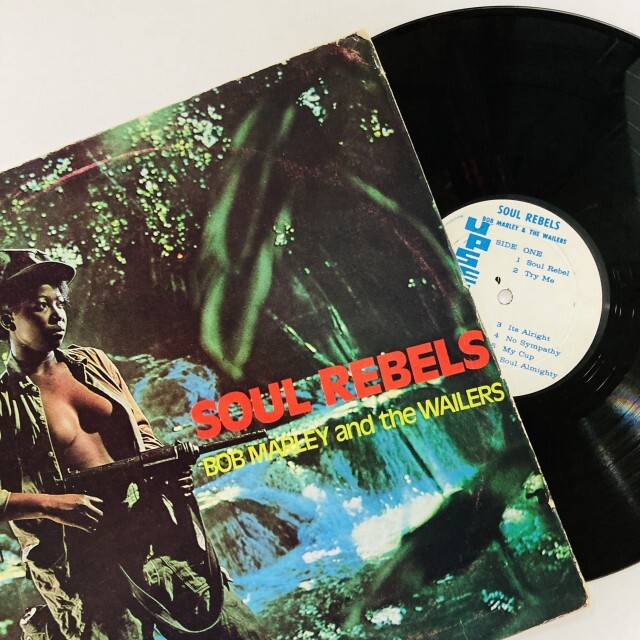 SOUL REBELS
BOB MARLEY and the WAILERS
SOUL REBELS
BOB MARLEY & THE WAILERS
SIDE ONE
1 Soul Rebel
2 Try Me
3 Its Alright
4 No Sympathy
My Cup
Soul Almighty